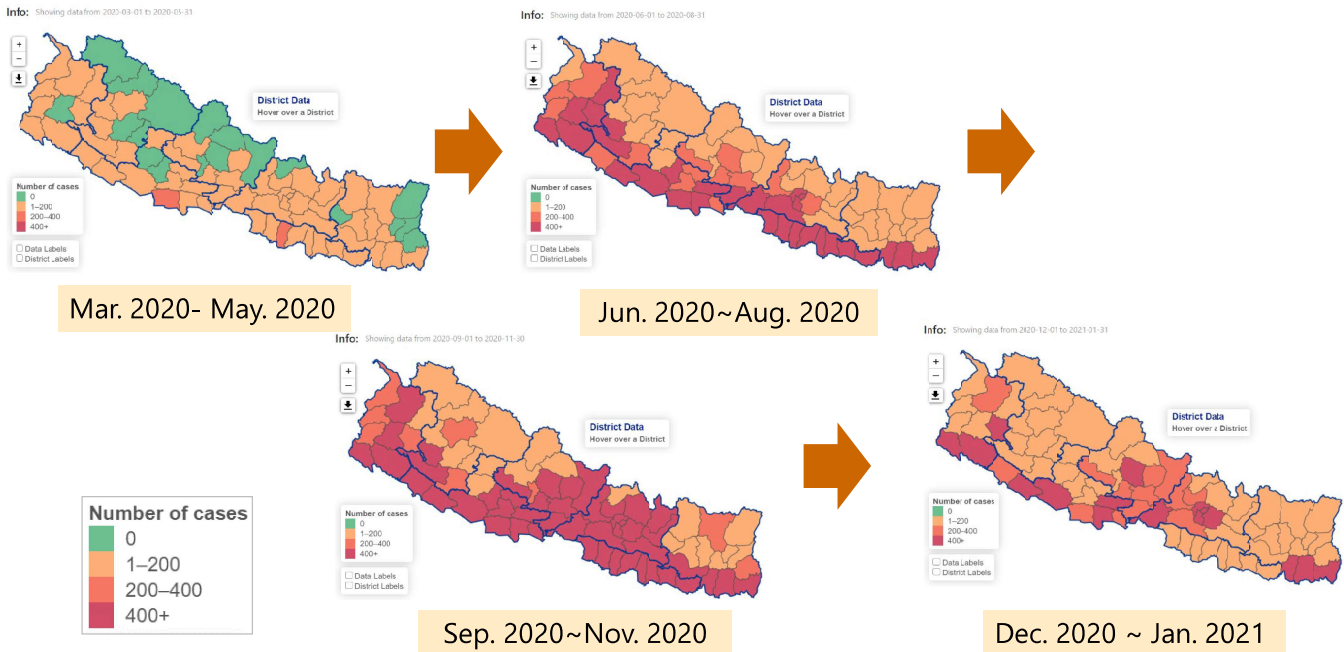 Info: Showing data from 2020-03-01 to 2020-05-31
+
−
District Data
Hover over a District
Number of cases
0
1–200
200–400
400+
Data Labels
District Labels
Mar. 2020- May. 2020
Info: Showing data from 2020-06-01 to 2020-08-31
+
−
District Data
Hover over a District
Number of cases
0
1–200
200–400
400+
Data Labels
District Labels
Jun. 2020~Aug. 2020
Info: Showing data from 2020-09-01 to 2020-11-30
+
−
District Data
Hover over a District
Number of cases
0
1–200
200–400
400+
Data Labels
District Labels
Sep. 2020~Nov. 2020
Info: Showing data from 2020-12-01 to 2021-01-31
+
−
District Data
Hover over a District
Number of cases
0
1–200
200–400
400+
Data Labels
District Labels
Dec. 2020 ~ Jan. 2021
Number of cases
0
1–200
200–400
400+